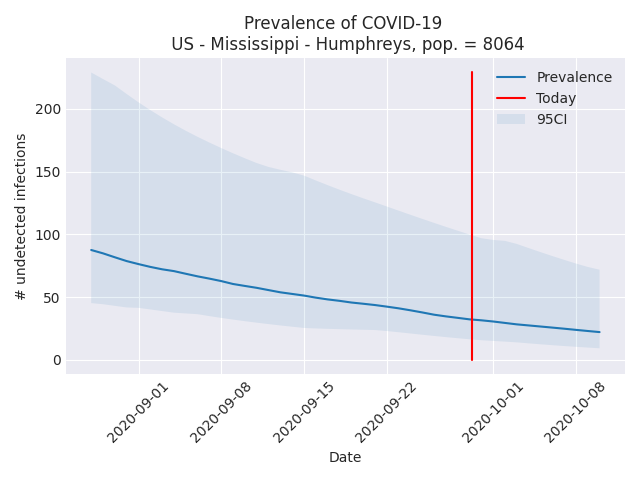 Prevalence of COVID-19
US - Mississippi - Humphreys, pop. = 8064
Prevalence
Today
95CI
# undetected infections
200
150
100
50
0
2020-09-01
2020-09-08
2020-09-15
2020-09-22
2020-10-01
2020-10-08
Date